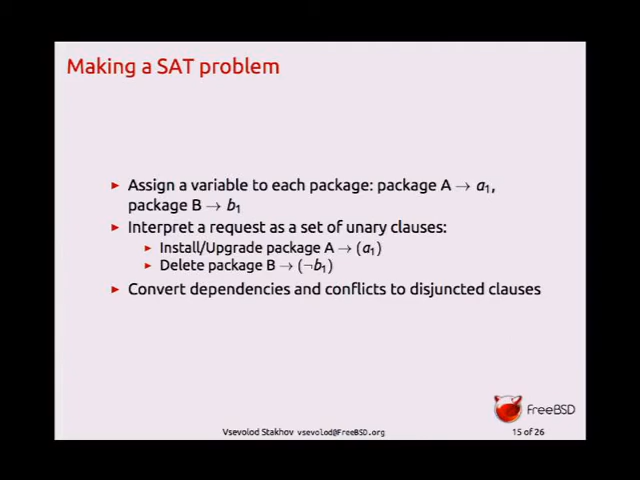 Making a SAT problem
▶ Assign a variable to each package: package A → a₁,
package B → b₁
▶ Interpret a request as a set of unary clauses:
▶ Install/Upgrade package A → (a₁)
▶ Delete package B → (¬b₁)
▶ Convert dependencies and conflicts to disjuncted clauses
FreeBSD
Vsevolod Stakhov vsevolod@FreeBSD.org
15 of 26